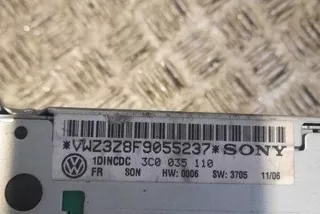 *VWZ3Z8F9055237* SONY
1DINCDC 3C0 035 110
FR SON HW: 0006 SW: 3705 11/06